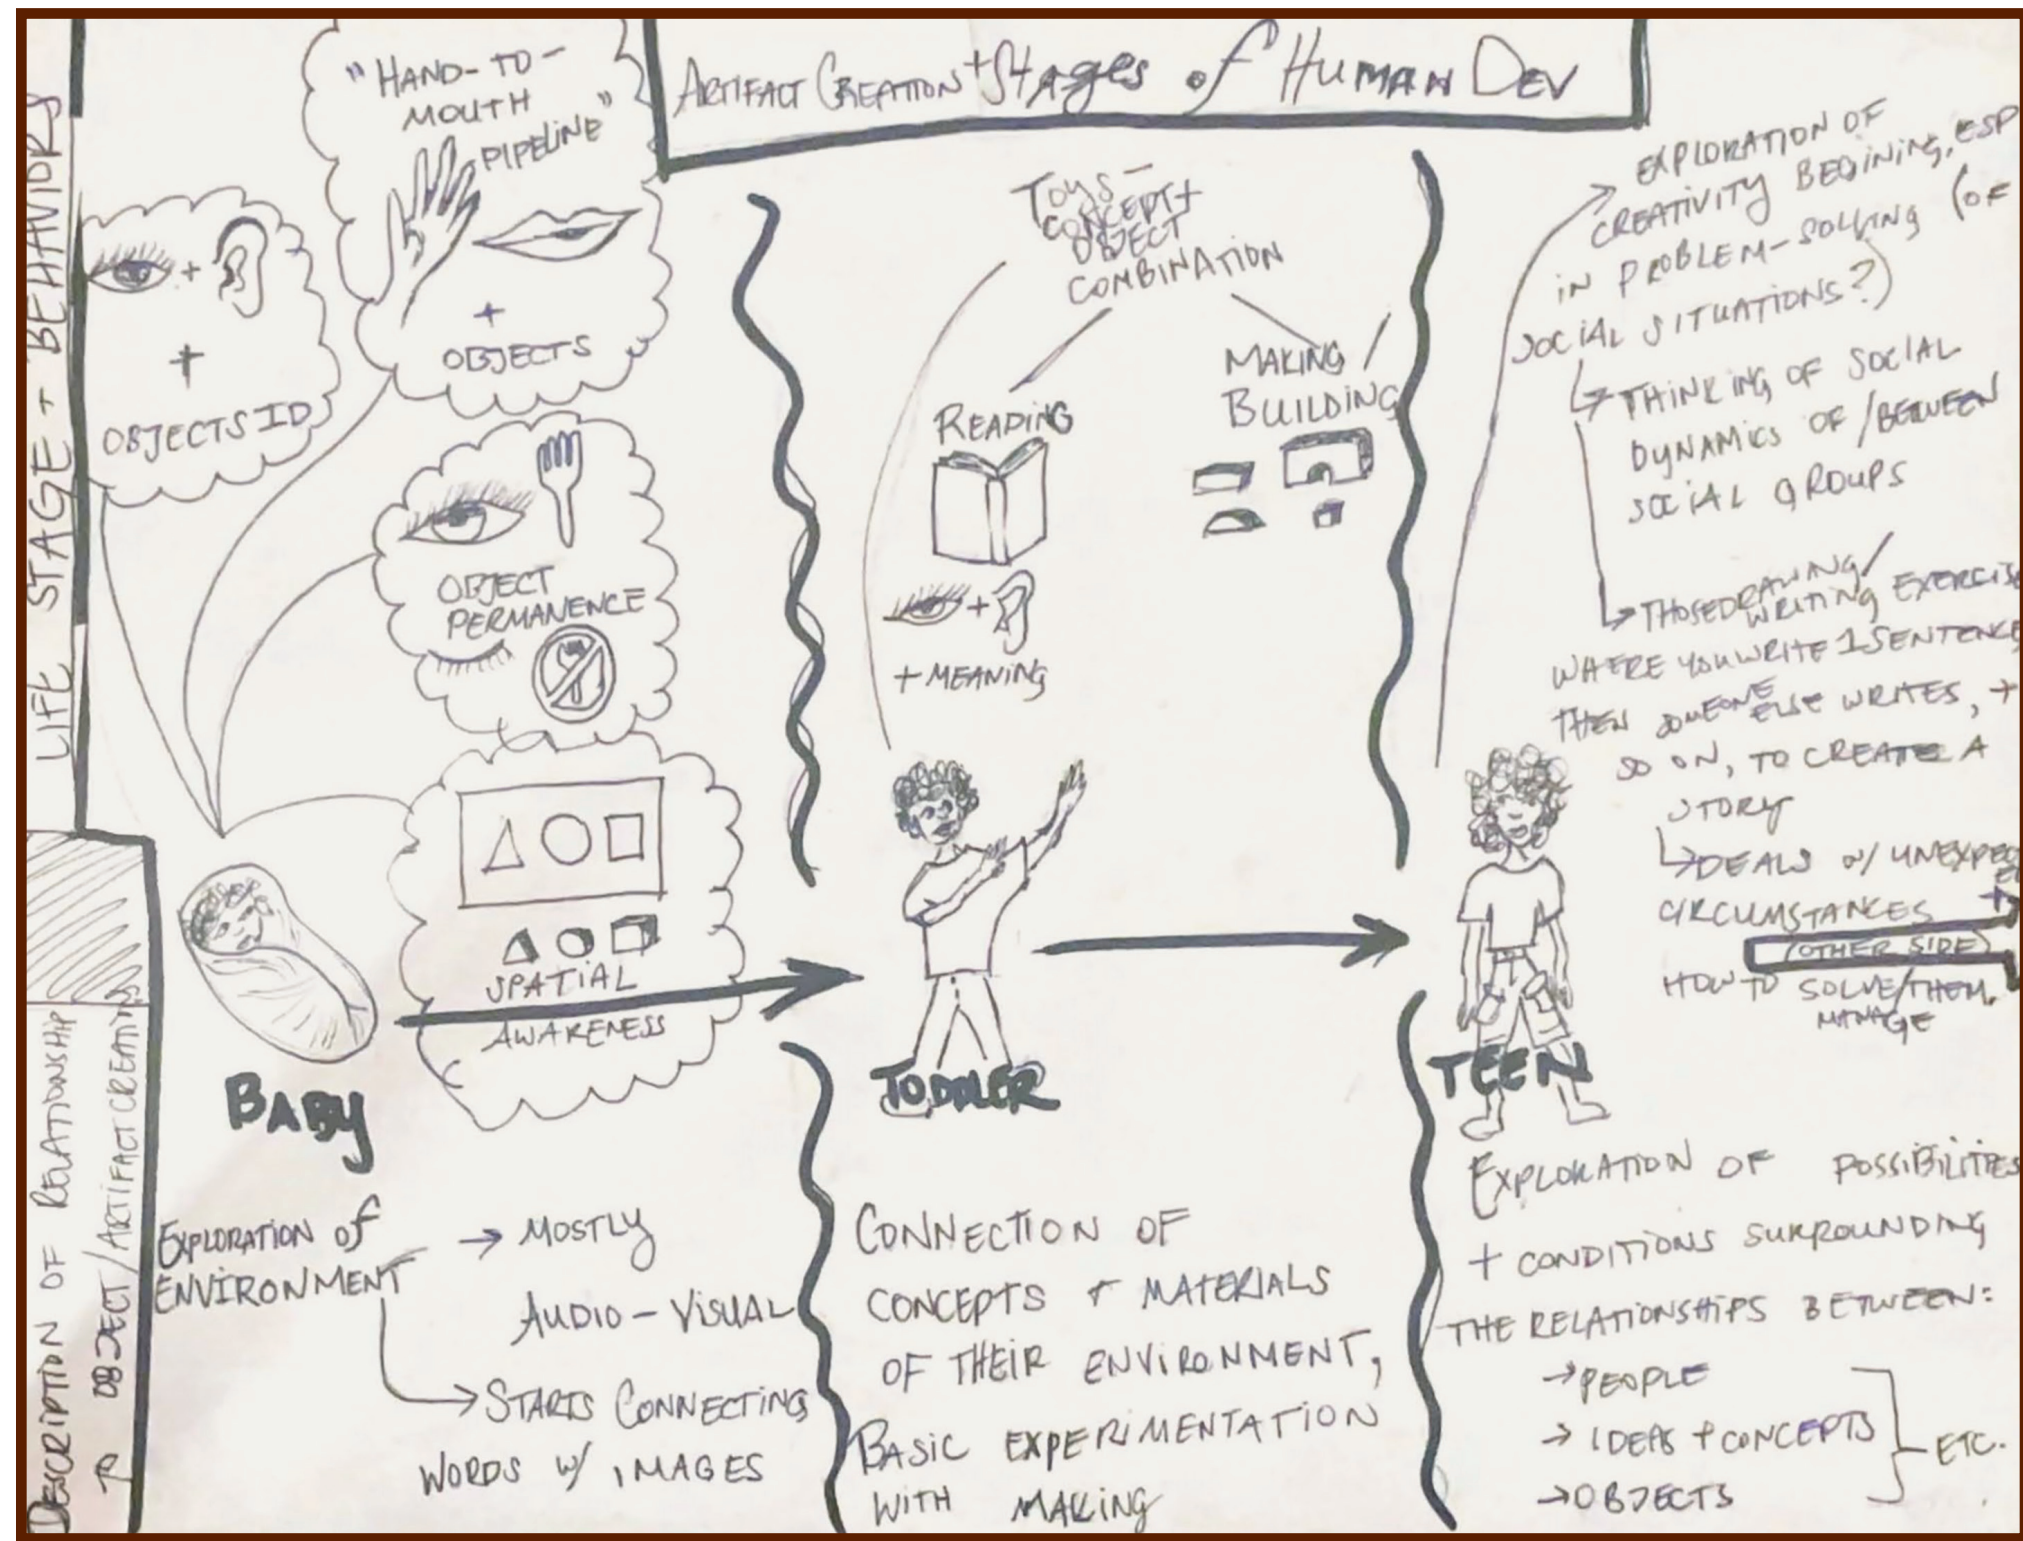 ARTIFACT CREATION + STAGES of HUMAN DEV
LIFE STAGE + BEHAVIORS
+
+
OBJECTS ID
"HAND-TO-
MOUTH
PIPELINE"
+
OBJECTS
OBJECT
PERMANENCE
SPATIAL
AWARENESS
BABY
TOYS -
CONCEPT +
OBJECT
COMBINATION
READING
+
+ MEANING
MAKING /
BUILDING
TODDLER
EXPLORATION OF
CREATIVITY BEGINING, ESP
IN PROBLEM-SOLVING (OF
SOCIAL SITUATIONS?)
THINKING OF SOCIAL
DYNAMICS OF/BETWEEN
SOCIAL GROUPS
THOSE DRAWING/
WRITING EXERCISE
WHERE YOU WRITE 1 SENTENCE
THEN SOMEONE
ELSE WRITES, +
SO ON, TO CREATE A
STORY
DEALS W/ UNEXPECTED
CIRCUMSTANCES +
(OTHER SIDE)
HOW TO SOLVE/THEM.
MANAGE
TEEN
DESCRIPTION OF RELATIONSHIP
→ OBJECT/ARTIFACT CREATING
EXPLORATION of
ENVIRONMENT
→ MOSTLY
AUDIO-VISUAL
→ STARTS CONNECTING
WORDS W/ IMAGES
CONNECTION OF
CONCEPTS + MATERIALS
OF THEIR ENVIRONMENT,
BASIC EXPERIMENTATION
WITH MAKING
EXPLORATION OF POSSIBILITIES
+ CONDITIONS SURROUNDING
THE RELATIONSHIPS BETWEEN:
→ PEOPLE
→ IDEAS + CONCEPTS
→ OBJECTS
ETC.